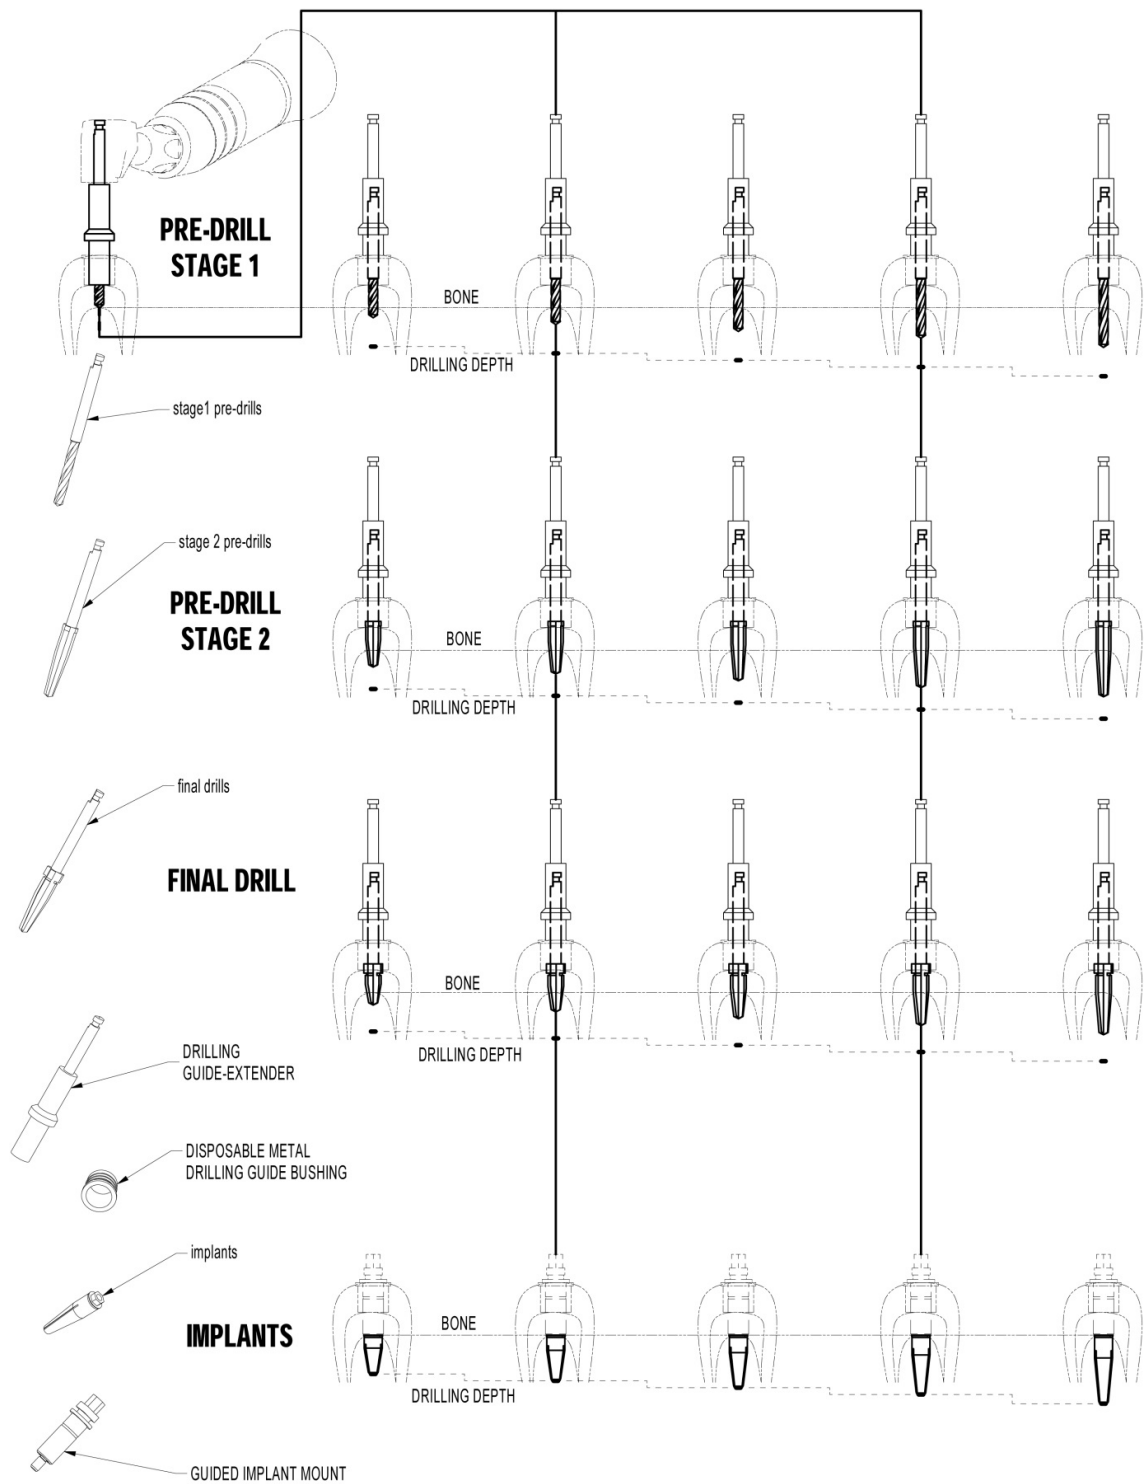 PRE-DRILL
STAGE 1
BONE
DRILLING DEPTH
stage1 pre-drills
stage 2 pre-drills
PRE-DRILL
STAGE 2
BONE
DRILLING DEPTH
final drills
FINAL DRILL
BONE
DRILLING DEPTH
DRILLING
GUIDE-EXTENDER
DISPOSABLE METAL
DRILLING GUIDE BUSHING
implants
IMPLANTS
BONE
DRILLING DEPTH
GUIDED IMPLANT MOUNT